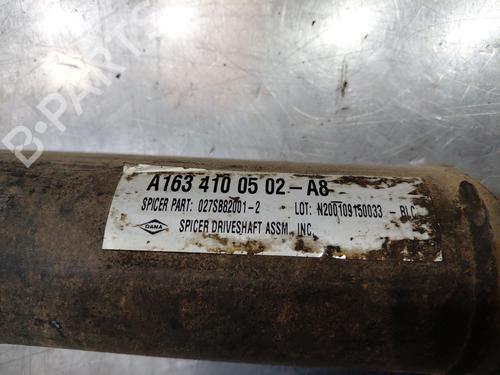 A163 410 05 02-A8
SPICER PART: 027SB82001-2 LOT: N200109150033 - BLC
DANA SPICER DRIVESHAFT ASSM, INC.
B-PARTS